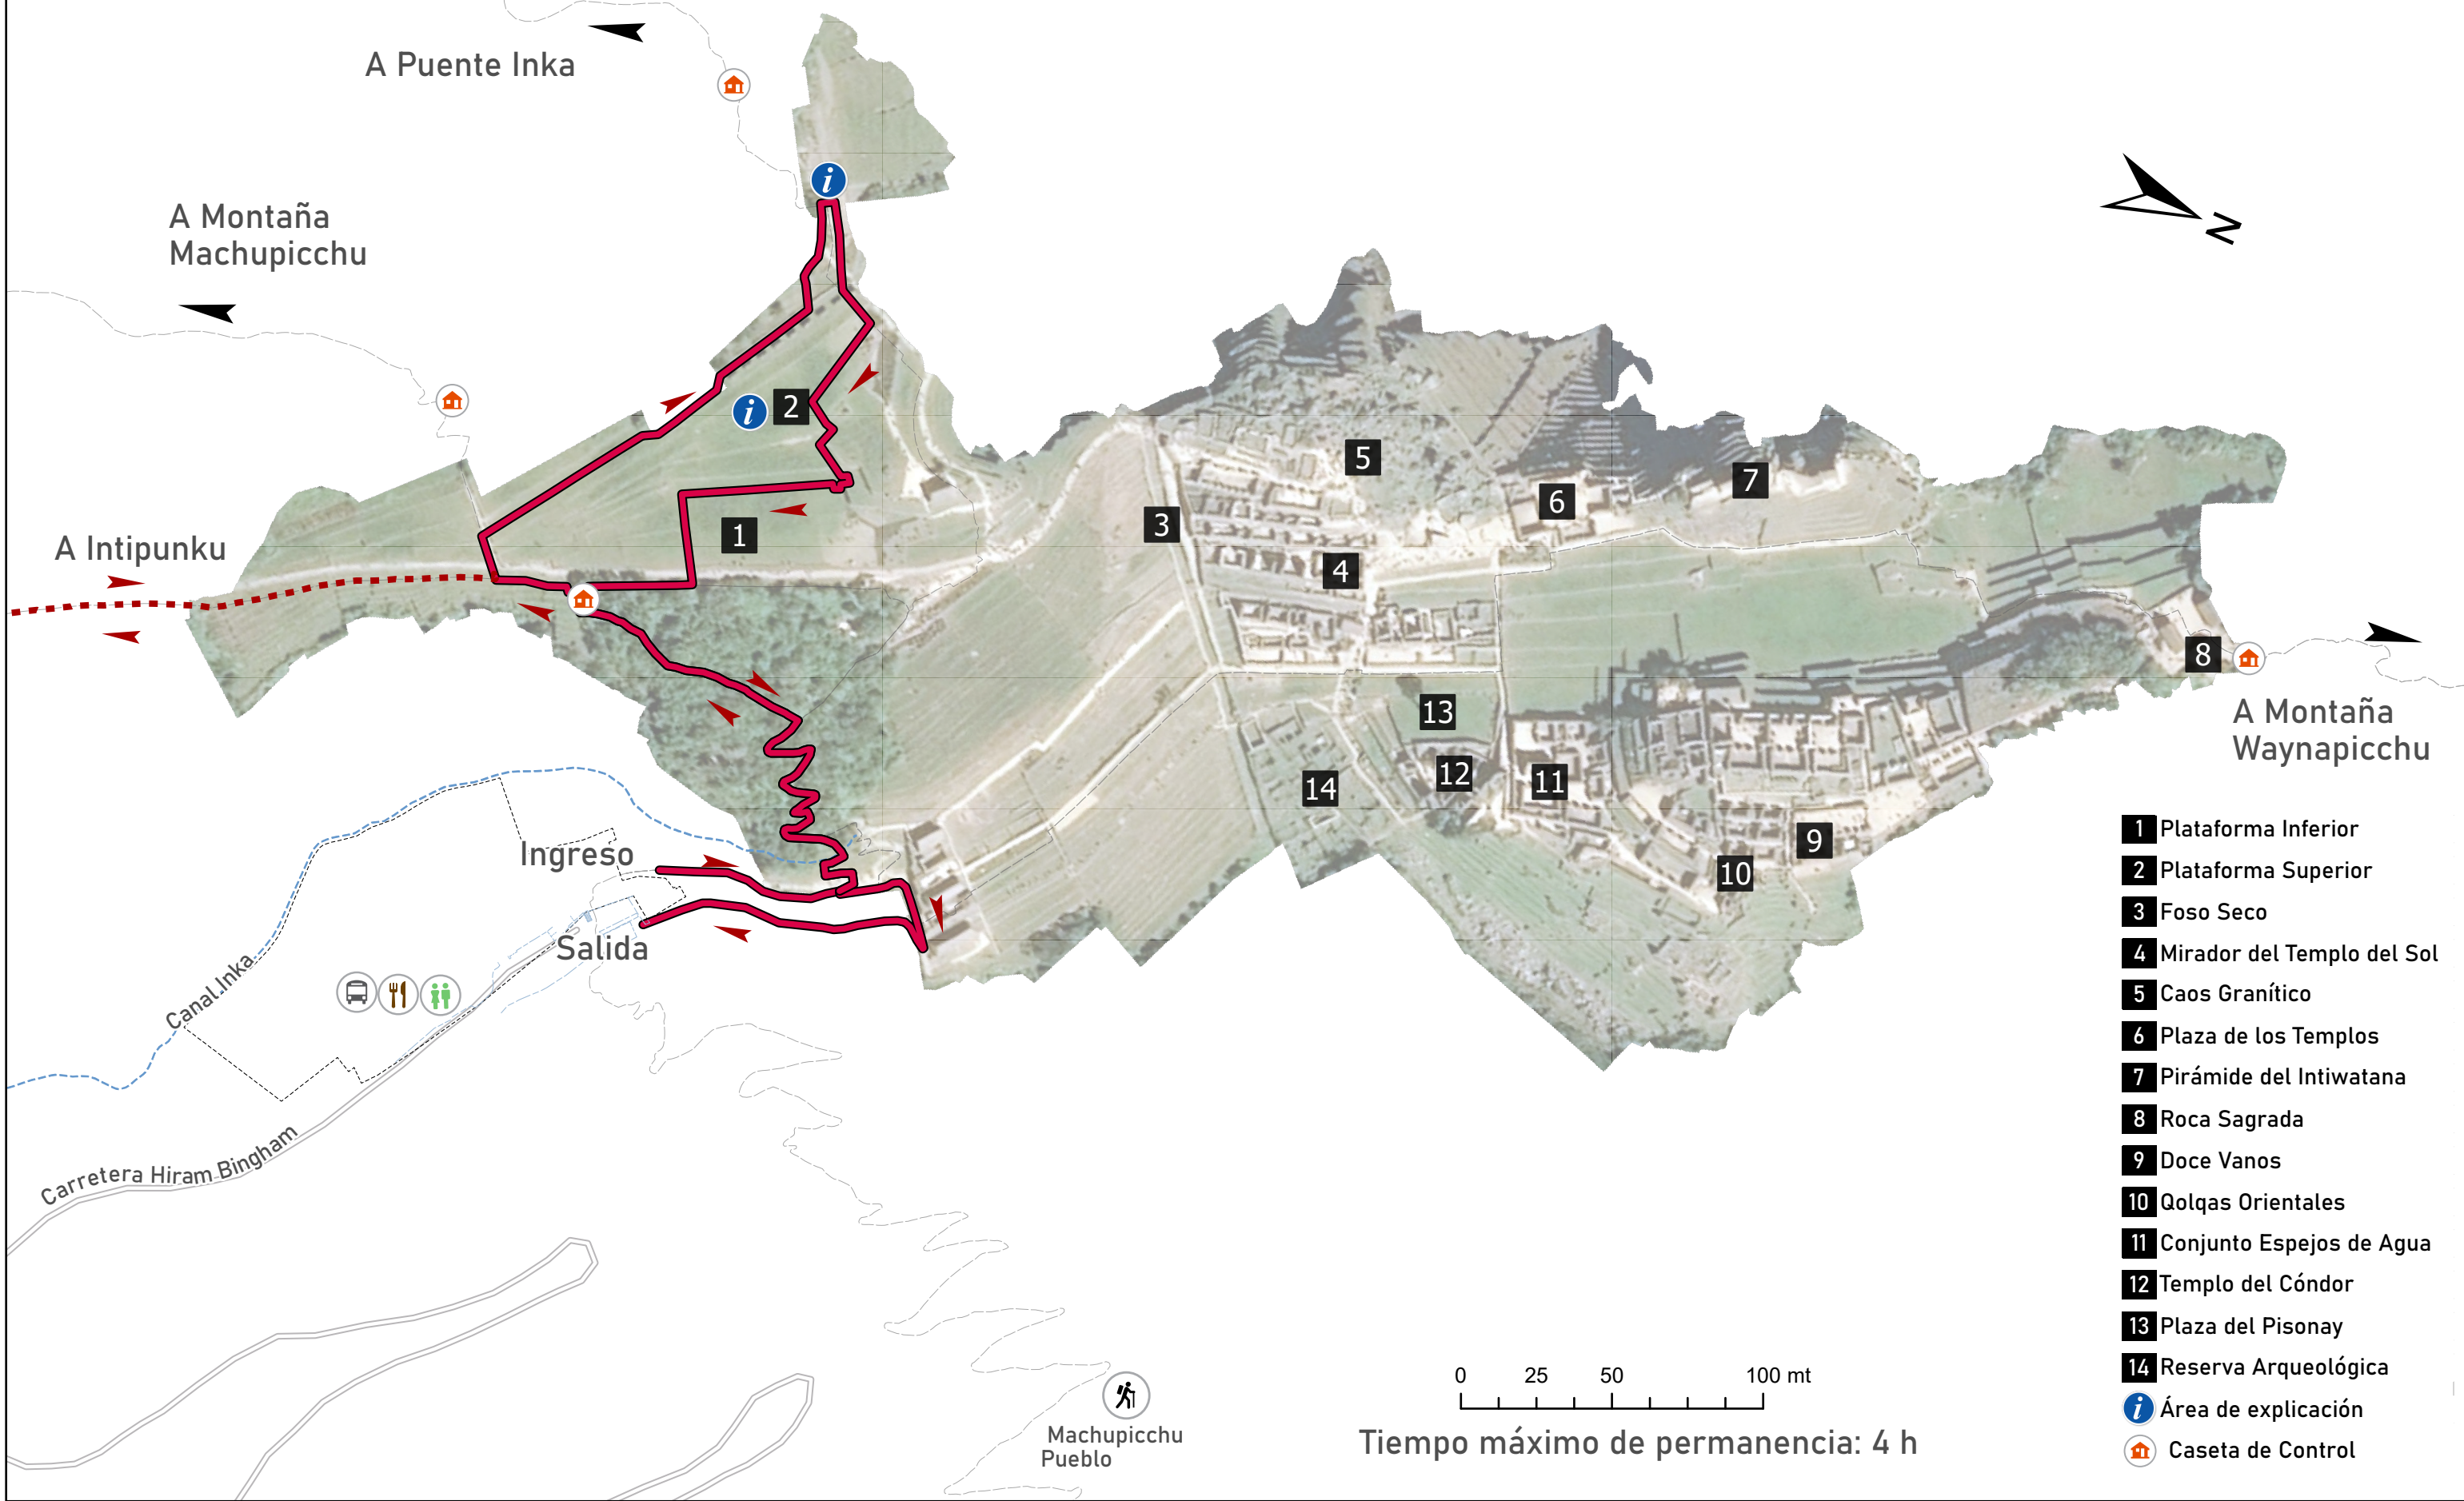 A Puente Inka
A Montaña
Machupicchu
N
A Intipunku
2
1
3
5
4
6
7
8
A Montaña
Waynapicchu
13
12
11
14
9
10
Ingreso
Salida
Canal Inka
Carretera Hiram Bingham
Machupicchu
Pueblo
0 25 50 100 mt
Tiempo máximo de permanencia: 4 h
1 Plataforma Inferior
2 Plataforma Superior
3 Foso Seco
4 Mirador del Templo del Sol
5 Caos Granítico
6 Plaza de los Templos
7 Pirámide del Intiwatana
8 Roca Sagrada
9 Doce Vanos
10 Qolqas Orientales
11 Conjunto Espejos de Agua
12 Templo del Cóndor
13 Plaza del Pisonay
14 Reserva Arqueológica
i Área de explicación
Caseta de Control